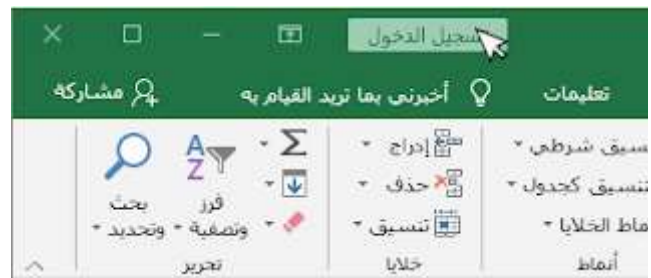 تسجيل الدخول
تعليمات أخبرني بما تريد القيام به مشاركة
تنسيق شرطي
تنسيق كجدول
أنماط الخلايا
أنماط
إدراج
حذف
تنسيق
خلايا
فرز
وتصفية
بحث
وتحديد
تحرير